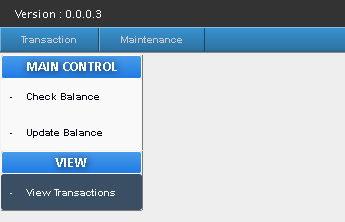 Version : 0.0.0.3
Transaction Maintenance
MAIN CONTROL
- Check Balance
- Update Balance
VIEW
- View Transactions